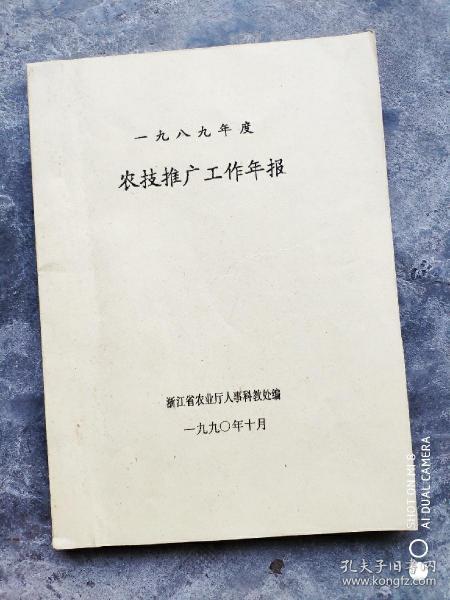 一九八九年度
农技推广工作年报
浙江省农业厅人事科教处编
一九九〇年十月
SHOT ON MI 8
AI DUAL CAMERA
孔夫子旧书网
www.kongfz.com